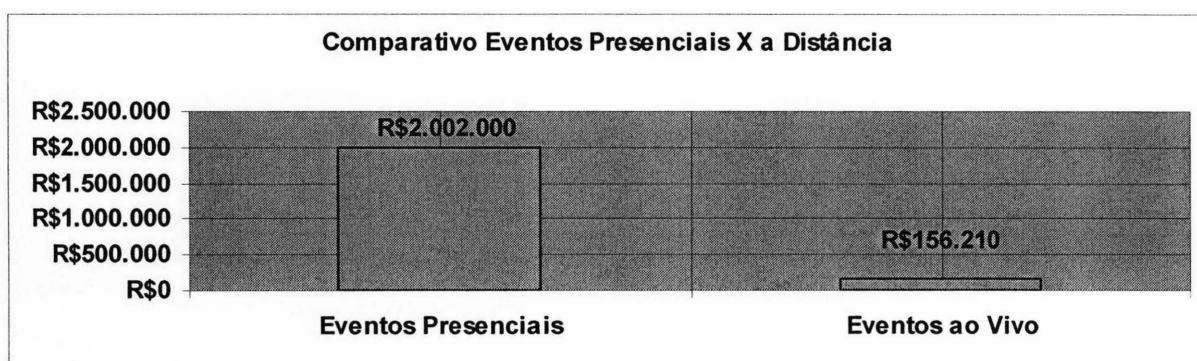 Comparativo Eventos Presenciais X a Distância
R$2.500.000
R$2.002.000
R$2.000.000
R$1.500.000
R$1.000.000
R$156.210
R$500.000
R$0
Eventos Presenciais
Eventos ao Vivo